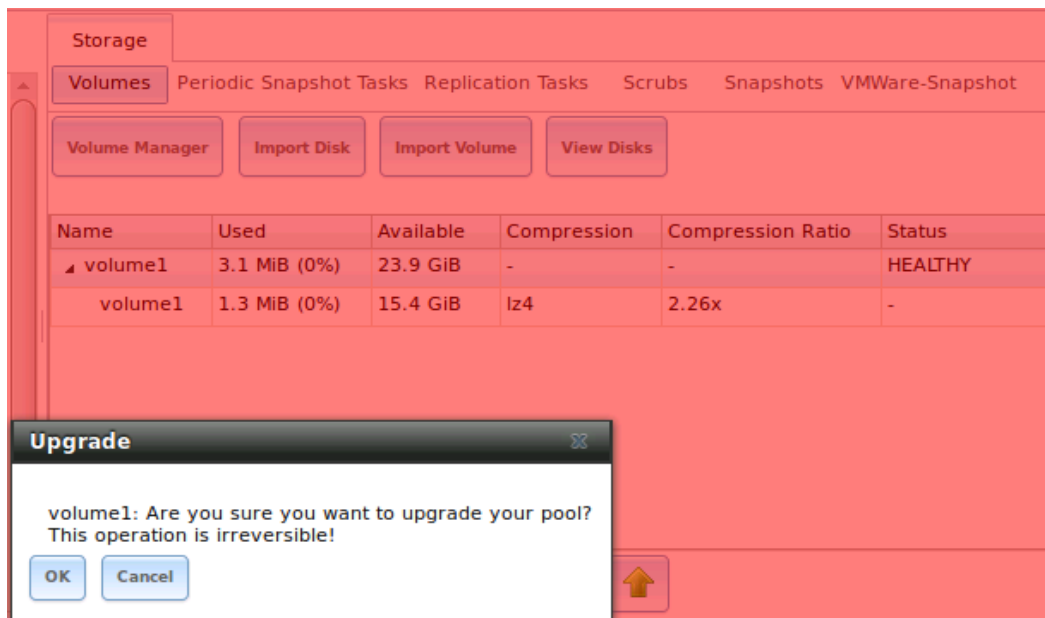 Storage
Volumes Periodic Snapshot Tasks Replication Tasks Scrubs Snapshots VMWare-Snapshot
Volume Manager Import Disk Import Volume View Disks
Name Used Available Compression Compression Ratio Status
volume1 3.1 MiB (0%) 23.9 GiB - - HEALTHY
volume1 1.3 MiB (0%) 15.4 GiB lz4 2.26x -
Upgrade
volume1: Are you sure you want to upgrade your pool?
This operation is irreversible!
OK Cancel